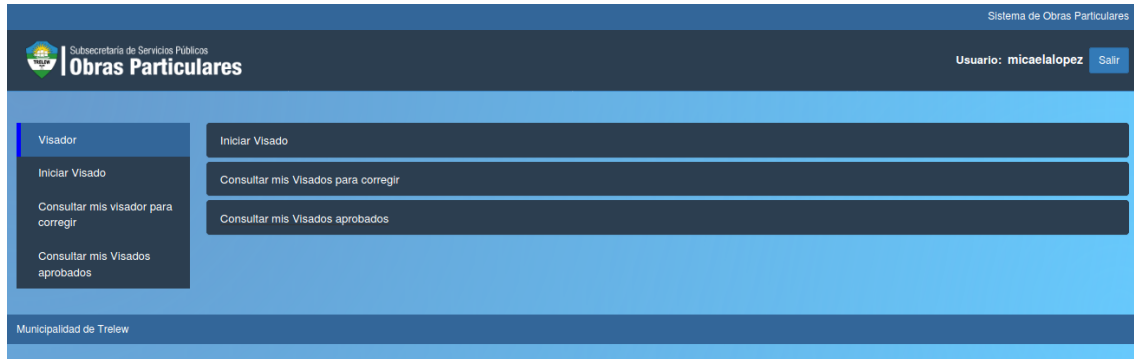 Sistema de Obras Particulares
TRELEW
Subsecretaría de Servicios Públicos
Obras Particulares
Usuario: micaelalopez
Salir
Visador
Iniciar Visado
Consultar mis visador para
corregir
Consultar mis Visados
aprobados
Iniciar Visado
Consultar mis Visados para corregir
Consultar mis Visados aprobados
Municipalidad de Trelew